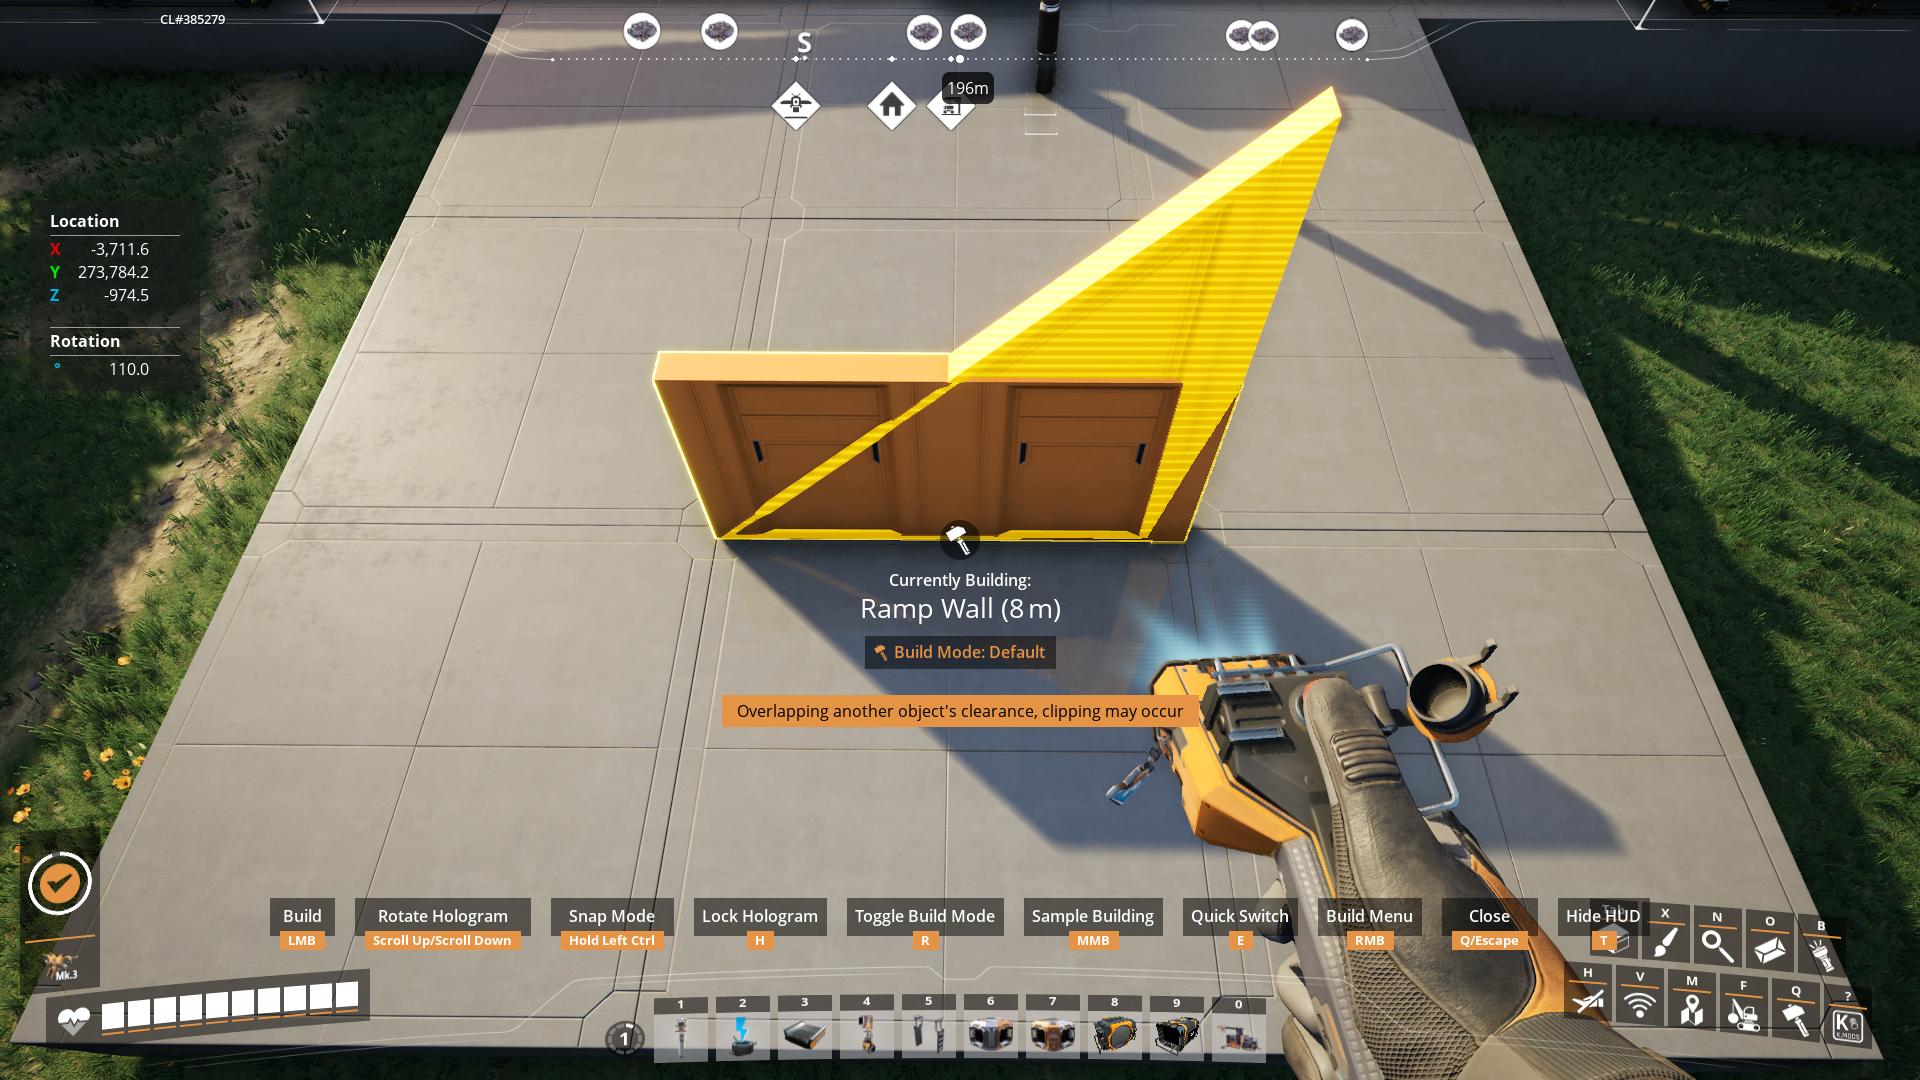 CL#385279
S
196m
Location
X -3,711.6
Y 273,784.2
Z -974.5
Rotation
° 110.0
Currently Building:
Ramp Wall (8 m)
Build Mode: Default
Overlapping another object's clearance, clipping may occur
Build
LMB
Rotate Hologram
Scroll Up/Scroll Down
Snap Mode
Hold Left Ctrl
Lock Hologram
H
Toggle Build Mode
R
Sample Building
MMB
Quick Switch
E
Build Menu
RMB
Close
Q/Escape
Hide HUD
T
Tab
X
N
O
B
H
V
M
F
Q
?
K
K.MODS
Mk.3
1
1
2
3
4
5
6
7
8
9
0